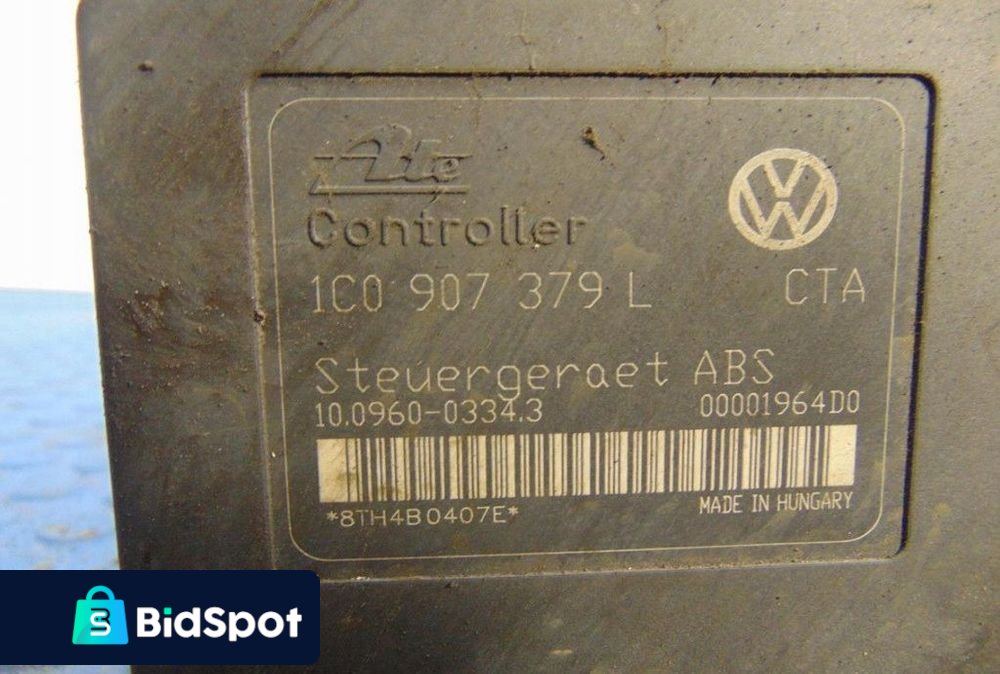 Ate
Controller
1C0 907 379 L CTA
Steuergeraet ABS
10.0960-0334.3 00001964D0
*8TH4B0407E* MADE IN HUNGARY
BidSpot